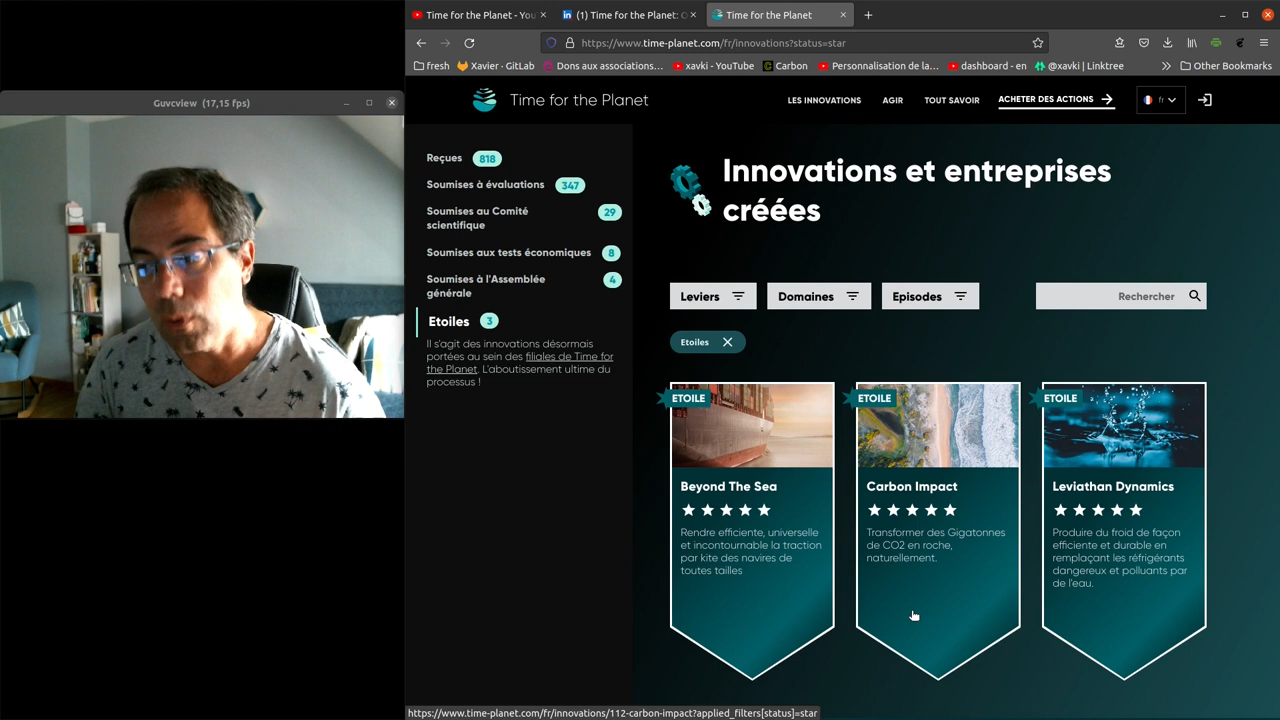 Guvcview (17,15 fps)
Time for the Planet - You
(1) Time for the Planet: O
Time for the Planet
https://www.time-planet.com/fr/innovations?status=star
fresh
Xavier · GitLab
Dons aux associations…
xavki - YouTube
Carbon
Personnalisation de la…
dashboard - en
@xavki | Linktree
Other Bookmarks
Time for the Planet
LES INNOVATIONS
AGIR
TOUT SAVOIR
ACHETER DES ACTIONS
fr
Reçues 818
Soumises à évaluations 347
Soumises au Comité
scientifique
29
Soumises aux tests économiques 8
Soumises à l'Assemblée
générale
4
Etoiles 3
Il s'agit des innovations désormais
portées au sein des filiales de Time for
the Planet. L'aboutissement ultime du
processus !
Innovations et entreprises
créées
Leviers
Domaines
Episodes
Rechercher
Etoiles
ETOILE
Beyond The Sea
Rendre efficiente, universelle
et incontournable la traction
par kite des navires de
toutes tailles
ETOILE
Carbon Impact
Transformer des Gigatonnes
de CO2 en roche,
naturellement.
ETOILE
Leviathan Dynamics
Produire du froid de façon
efficiente et durable en
remplaçant les réfrigérants
dangereux et polluants par
de l'eau.
https://www.time-planet.com/fr/innovations/112-carbon-impact?applied_filters[status]=star